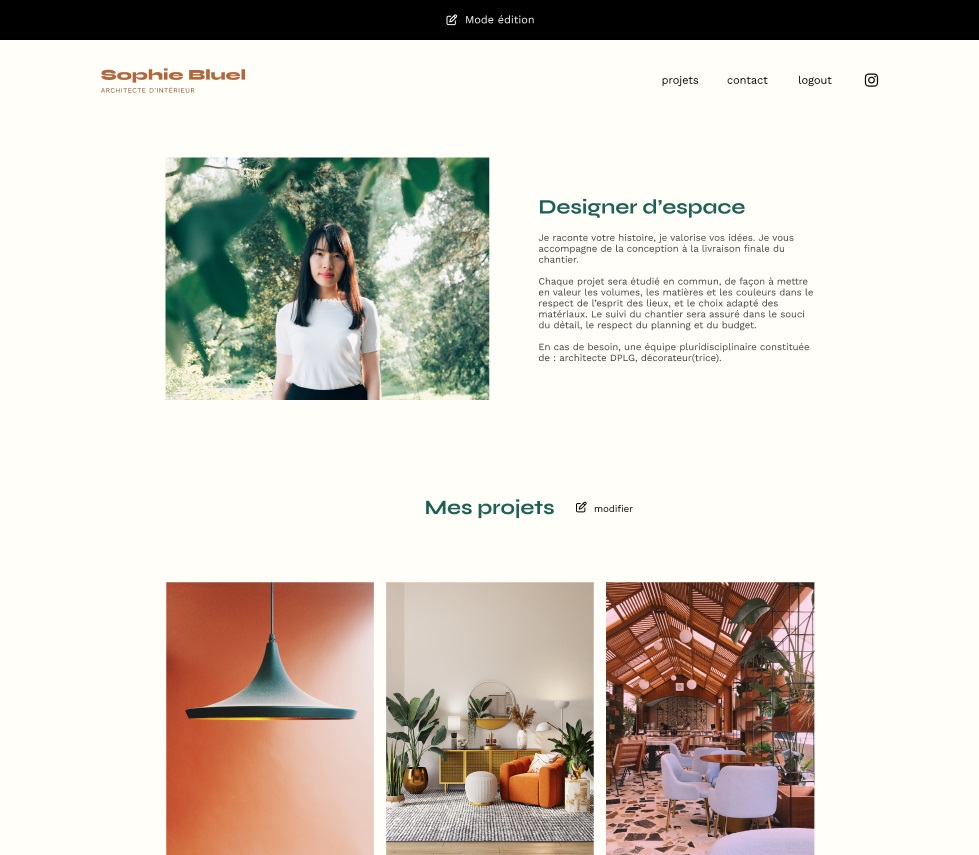 Mode édition
Sophie Bluel
ARCHITECTE D'INTÉRIEUR
projets
contact
logout
Designer d'espace
Je raconte votre histoire, je valorise vos idées. Je vous
accompagne de la conception à la livraison finale du
chantier.
Chaque projet sera étudié en commun, de façon à mettre
en valeur les volumes, les matières et les couleurs dans le
respect de l'esprit des lieux, et le choix adapté des
matériaux. Le suivi du chantier sera assuré dans le souci
du détail, le respect du planning et du budget.
En cas de besoin, une équipe pluridisciplinaire constituée
de : architecte DPLG, décorateur(trice).
Mes projets
modifier